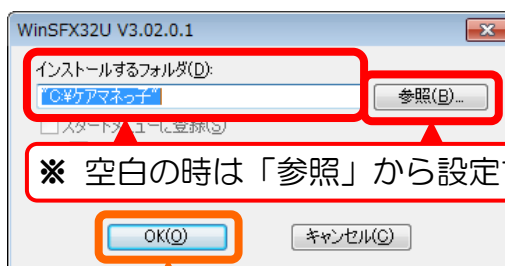 WinSFX32U V3.02.0.1
インストールするフォルダ(D):
"C:¥ケアマネっ子"
参照(B)...
スタートメニューに登録(S)
※ 空白の時は「参照」から設定
OK(O)
キャンセル(C)